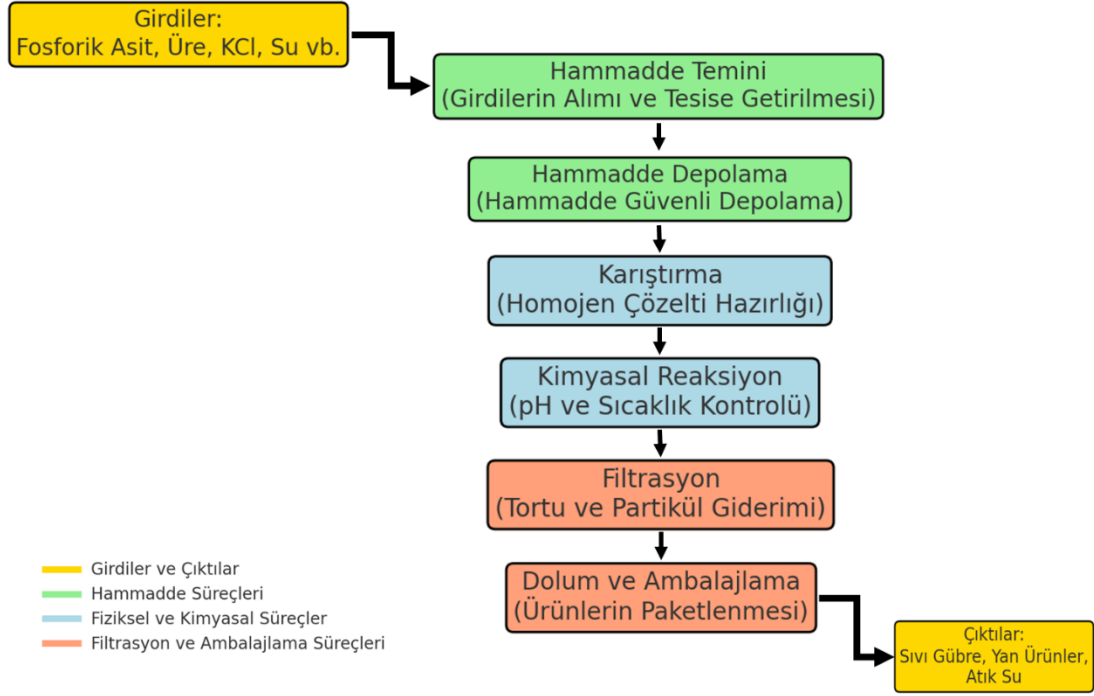 Girdiler:
Fosforik Asit, Üre, KCl, Su vb.
Hammadde Temini
(Girdilerin Alımı ve Tesise Getirilmesi)
Hammadde Depolama
(Hammadde Güvenli Depolama)
Karıştırma
(Homojen Çözelti Hazırlığı)
Kimyasal Reaksiyon
(pH ve Sıcaklık Kontrolü)
Filtrasyon
(Tortu ve Partikül Giderimi)
Dolum ve Ambalajlama
(Ürünlerin Paketlenmesi)
Çıktılar:
Sıvı Gübre, Yan Ürünler,
Atık Su
Girdiler ve Çıktılar
Hammadde Süreçleri
Fiziksel ve Kimyasal Süreçler
Filtrasyon ve Ambalajlama Süreçleri